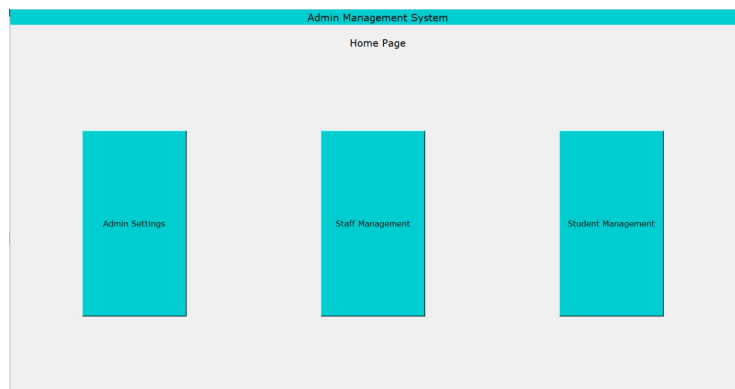 Admin Management System
Home Page
Admin Settings
Staff Management
Student Management